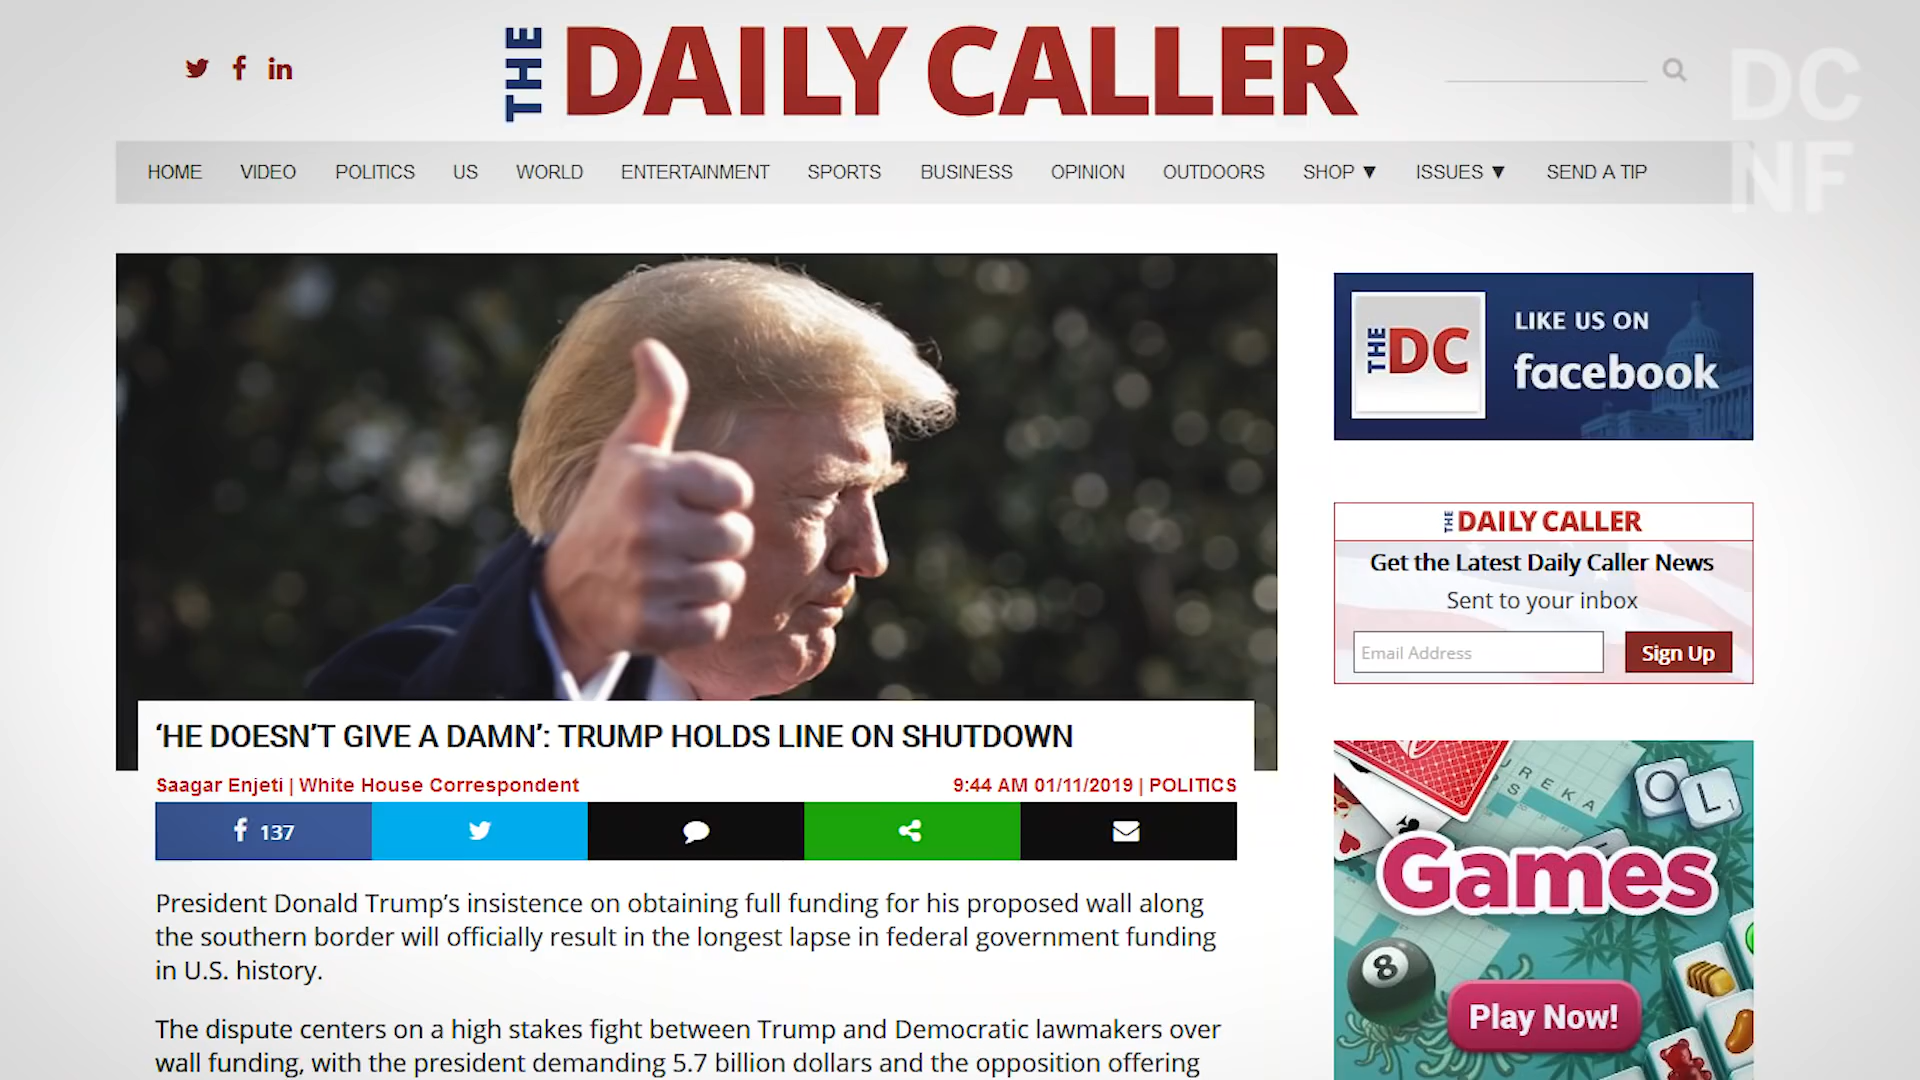 THE DAILY CALLER
DC
NF
HOME VIDEO POLITICS US WORLD ENTERTAINMENT SPORTS BUSINESS OPINION OUTDOORS SHOP ▼ ISSUES ▼ SEND A TIP
THE DC
LIKE US ON
facebook
THE DAILY CALLER
Get the Latest Daily Caller News
Sent to your inbox
Email Address
Sign Up
‘HE DOESN’T GIVE A DAMN’: TRUMP HOLDS LINE ON SHUTDOWN
Saagar Enjeti | White House Correspondent
9:44 AM 01/11/2019 | POLITICS
137
President Donald Trump’s insistence on obtaining full funding for his proposed wall along
the southern border will officially result in the longest lapse in federal government funding
in U.S. history.
The dispute centers on a high stakes fight between Trump and Democratic lawmakers over
wall funding, with the president demanding 5.7 billion dollars and the opposition offering
UREKA
S
O
L1
Games
8
Play Now!